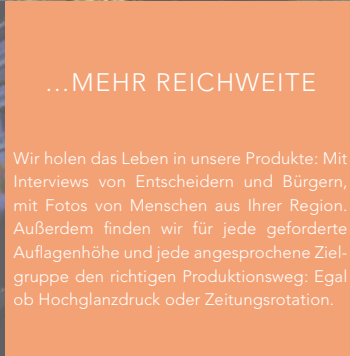 ...MEHR REICHWEITE
Wir holen das Leben in unsere Produkte: Mit
Interviews von Entscheidern und Bürgern,
mit Fotos von Menschen aus Ihrer Region.
Außerdem finden wir für jede geforderte
Auflagenhöhe und jede angesprochene Ziel-
gruppe den richtigen Produktionsweg: Egal
ob Hochglanzdruck oder Zeitungsrotation.